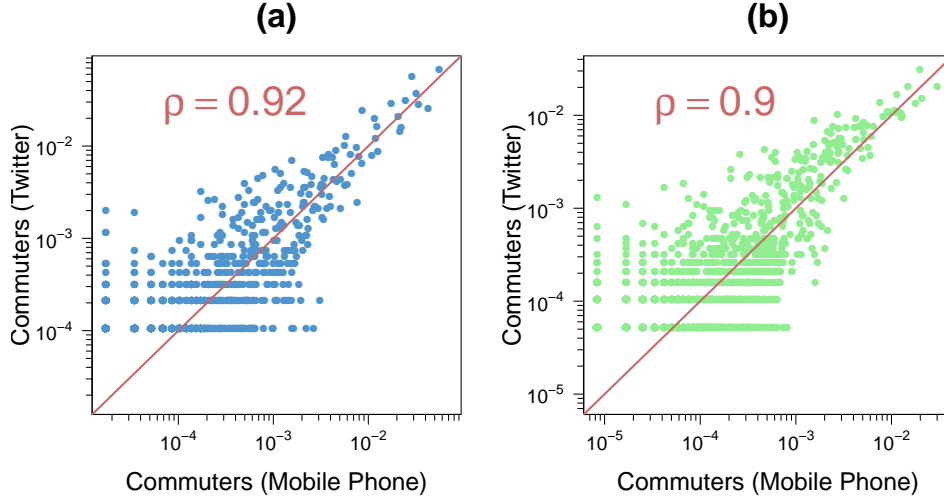 (a)
ρ = 0.92
10⁻²
10⁻³
10⁻⁴
Commuters (Twitter)
10⁻⁴ 10⁻³ 10⁻²
Commuters (Mobile Phone)
(b)
ρ = 0.9
10⁻²
10⁻³
10⁻⁴
10⁻⁵
Commuters (Twitter)
10⁻⁵ 10⁻⁴ 10⁻³ 10⁻²
Commuters (Mobile Phone)